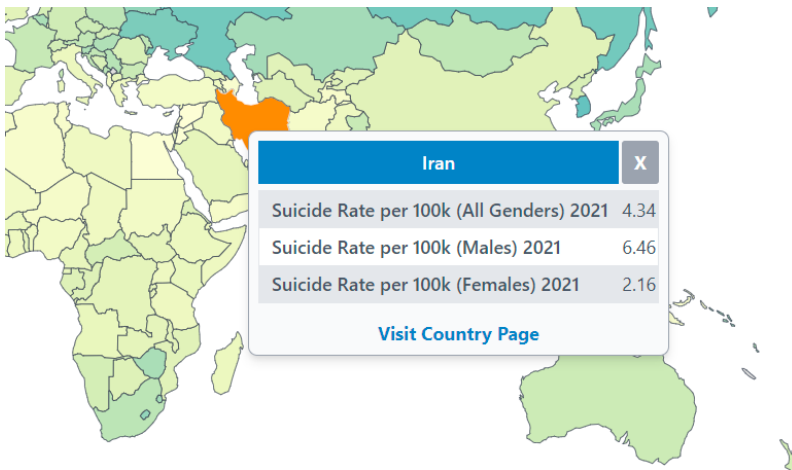 Iran X
Suicide Rate per 100k (All Genders) 2021 4.34
Suicide Rate per 100k (Males) 2021 6.46
Suicide Rate per 100k (Females) 2021 2.16
Visit Country Page